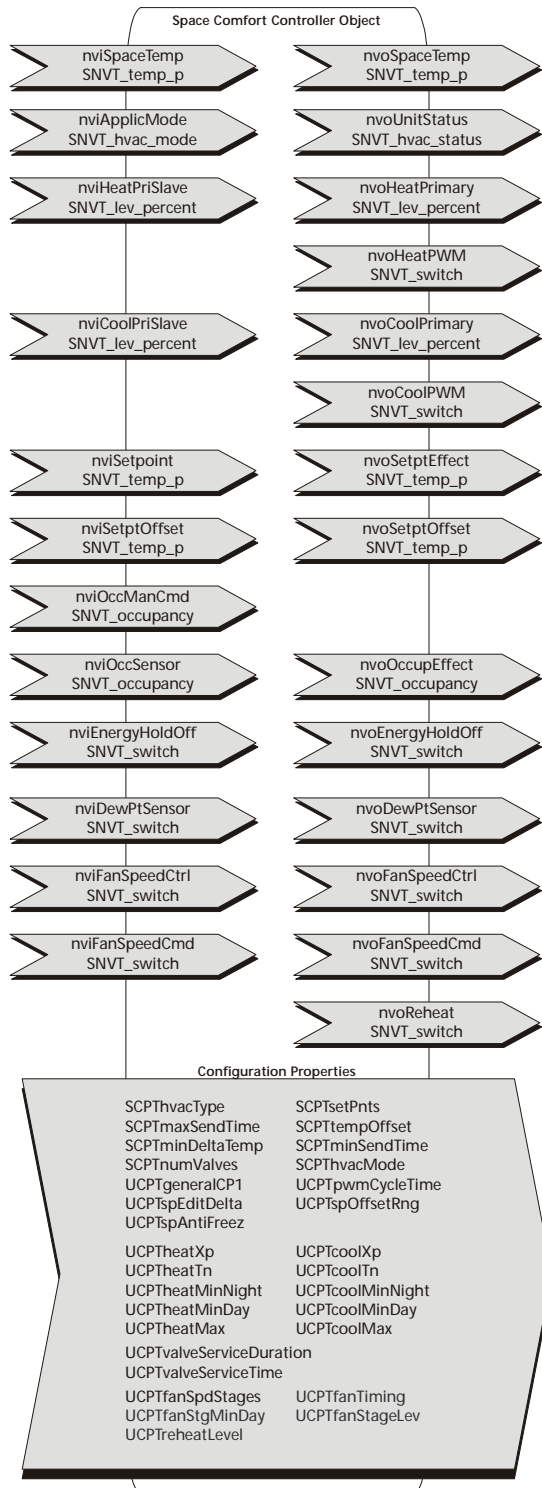 Space Comfort Controller Object
nviSpaceTemp
SNVT_temp_p
nvoSpaceTemp
SNVT_temp_p
nviApplicMode
SNVT_hvac_mode
nvoUnitStatus
SNVT_hvac_status
nviHeatPriSlave
SNVT_lev_percent
nvoHeatPrimary
SNVT_lev_percent
nvoHeatPWM
SNVT_switch
nviCoolPriSlave
SNVT_lev_percent
nvoCoolPrimary
SNVT_lev_percent
nvoCoolPWM
SNVT_switch
nviSetpoint
SNVT_temp_p
nvoSetptEffect
SNVT_temp_p
nviSetptOffset
SNVT_temp_p
nvoSetptOffset
SNVT_temp_p
nviOccManCmd
SNVT_occupancy
nviOccSensor
SNVT_occupancy
nvoOccupEffect
SNVT_occupancy
nviEnergyHoldOff
SNVT_switch
nvoEnergyHoldOff
SNVT_switch
nviDewPtSensor
SNVT_switch
nvoDewPtSensor
SNVT_switch
nviFanSpeedCtrl
SNVT_switch
nvoFanSpeedCtrl
SNVT_switch
nviFanSpeedCmd
SNVT_switch
nvoFanSpeedCmd
SNVT_switch
nvoReheat
SNVT_switch
Configuration Properties
SCPThvacType SCPTsetPnts
SCPTmaxSendTime SCPTtempOffset
SCPTminDeltaTemp SCPTminSendTime
SCPTnumValves SCPThvacMode
UCPTgeneralCP1 UCPTpwmCycleTime
UCPTspEditDelta UCPTspOffsetRng
UCPTspAntiFreez
UCPTheatXp UCPTcoolXp
UCPTheatTn UCPTcoolTn
UCPTheatMinNight UCPTcoolMinNight
UCPTheatMinDay UCPTcoolMinDay
UCPTheatMax UCPTcoolMax
UCPTvalveServiceDuration
UCPTvalveServiceTime
UCPTfanSpdStages UCPTfanTiming
UCPTfanStgMinDay UCPTfanStageLev
UCPTreheatLevel